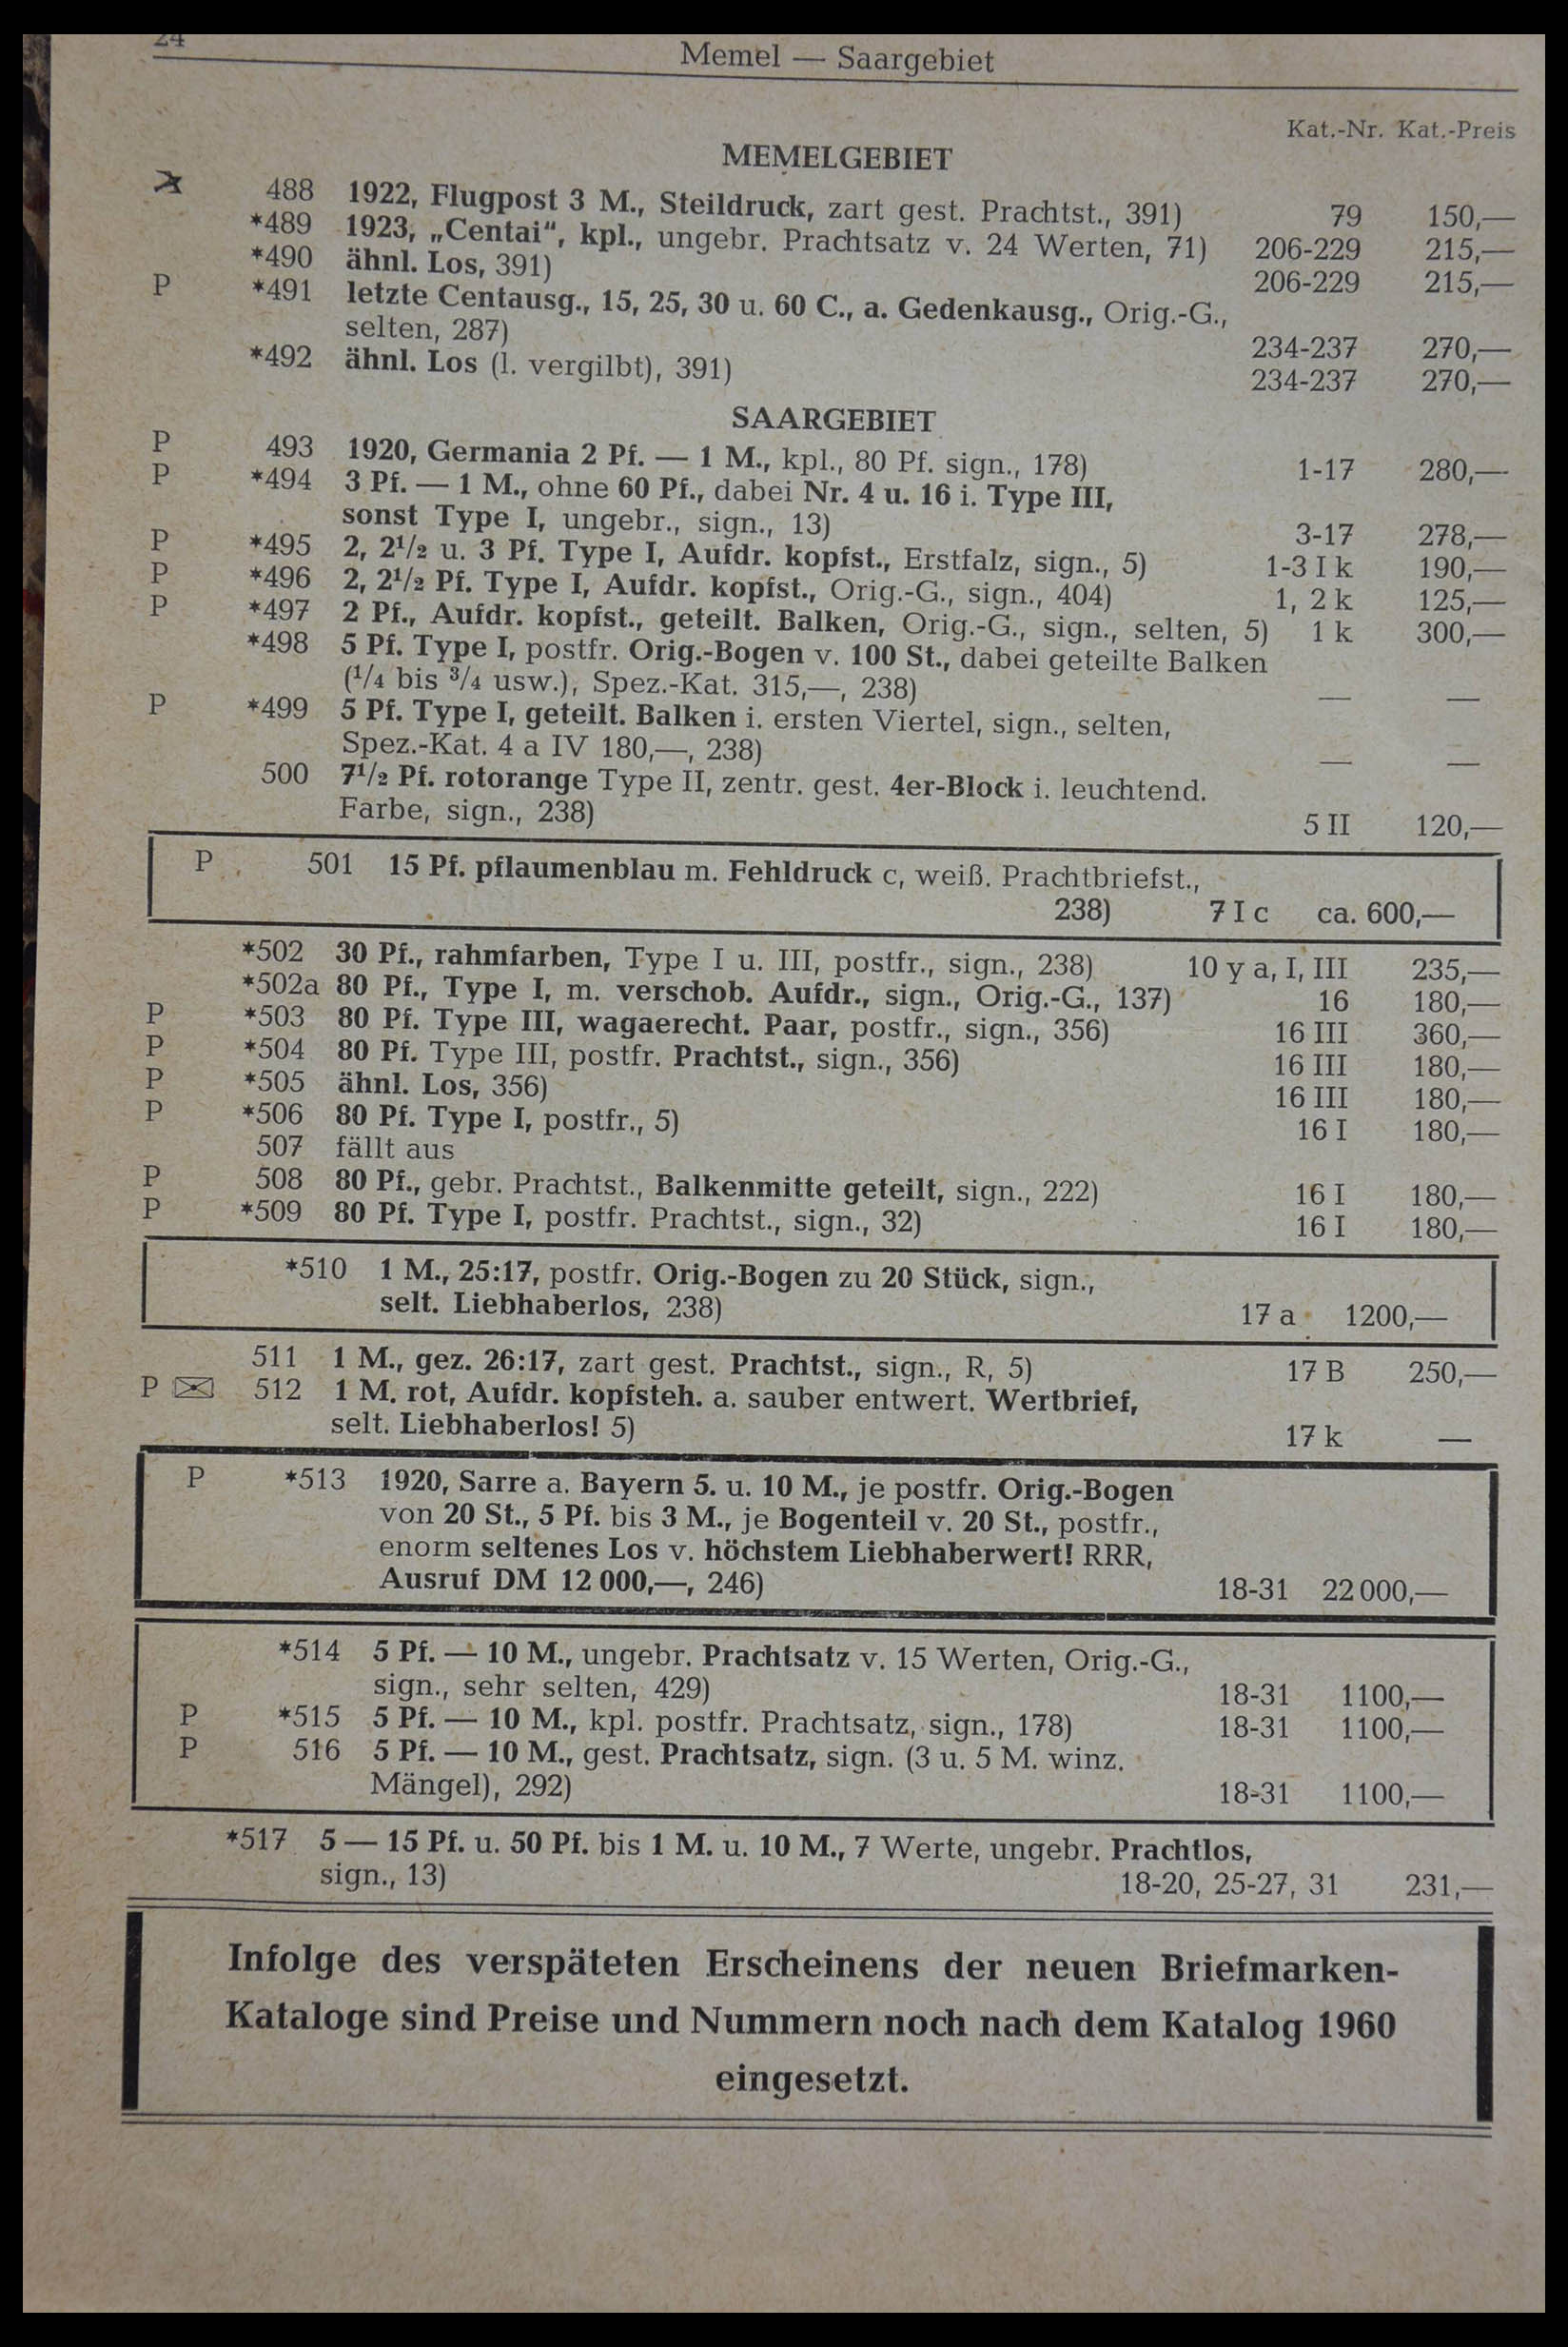 24
Memel — Saargebiet
Kat.-Nr. Kat.-Preis
MEMELGEBIET
488 1922, Flugpost 3 M., Steildruck, zart gest. Prachtst., 391) 79 150,—
*489 1923, „Centai“, kpl., ungebr. Prachtsatz v. 24 Werten, 71) 206-229 215,—
*490 ähnl. Los, 391) 206-229 215,—
P *491 letzte Centausg., 15, 25, 30 u. 60 C., a. Gedenkausg., Orig.-G.,
selten, 287) 234-237 270,—
*492 ähnl. Los (l. vergilbt), 391) 234-237 270,—
SAARGEBIET
P 493 1920, Germania 2 Pf. — 1 M., kpl., 80 Pf. sign., 178) 1-17 280,—
P *494 3 Pf. — 1 M., ohne 60 Pf., dabei Nr. 4 u. 16 i. Type III,
sonst Type I, ungebr., sign., 13) 3-17 278,—
P *495 2, 2¹/₂ u. 3 Pf. Type I, Aufdr. kopfst., Erstfalz, sign., 5) 1-3 I k 190,—
P *496 2, 2¹/₂ Pf. Type I, Aufdr. kopfst., Orig.-G., sign., 404) 1, 2 k 125,—
P *497 2 Pf., Aufdr. kopfst., geteilt. Balken, Orig.-G., sign., selten, 5) 1 k 300,—
*498 5 Pf. Type I, postfr. Orig.-Bogen v. 100 St., dabei geteilte Balken
(¹/₄ bis ³/₄ usw.), Spez.-Kat. 315,—, 238) — —
P *499 5 Pf. Type I, geteilt. Balken i. ersten Viertel, sign., selten,
Spez.-Kat. 4 a IV 180,—, 238) — —
500 7¹/₂ Pf. rotorange Type II, zentr. gest. 4er-Block i. leuchtend.
Farbe, sign., 238) 5 II 120,—
P 501 15 Pf. pflaumenblau m. Fehldruck c, weiß. Prachtbriefst.,
238) 7 I c ca. 600,—
*502 30 Pf., rahmfarben, Type I u. III, postfr., sign., 238) 10 y a, I, III 235,—
*502a 80 Pf., Type I, m. verschob. Aufdr., sign., Orig.-G., 137) 16 180,—
P *503 80 Pf. Type III, wagaerecht. Paar, postfr., sign., 356) 16 III 360,—
P *504 80 Pf. Type III, postfr. Prachtst., sign., 356) 16 III 180,—
P *505 ähnl. Los, 356) 16 III 180,—
P *506 80 Pf. Type I, postfr., 5) 16 I 180,—
507 fällt aus
P 508 80 Pf., gebr. Prachtst., Balkenmitte geteilt, sign., 222) 16 I 180,—
P *509 80 Pf. Type I, postfr. Prachtst., sign., 32) 16 I 180,—
*510 1 M., 25:17, postfr. Orig.-Bogen zu 20 Stück, sign.,
selt. Liebhaberlos, 238) 17 a 1200,—
511 1 M., gez. 26:17, zart gest. Prachtst., sign., R, 5) 17 B 250,—
P 512 1 M. rot, Aufdr. kopfsteh. a. sauber entwert. Wertbrief,
selt. Liebhaberlos! 5) 17 k —
P *513 1920, Sarre a. Bayern 5. u. 10 M., je postfr. Orig.-Bogen
von 20 St., 5 Pf. bis 3 M., je Bogenteil v. 20 St., postfr.,
enorm seltenes Los v. höchstem Liebhaberwert! RRR,
Ausruf DM 12 000,—, 246) 18-31 22 000,—
*514 5 Pf. — 10 M., ungebr. Prachtsatz v. 15 Werten, Orig.-G.,
sign., sehr selten, 429) 18-31 1100,—
P *515 5 Pf. — 10 M., kpl. postfr. Prachtsatz, sign., 178) 18-31 1100,—
P 516 5 Pf. — 10 M., gest. Prachtsatz, sign. (3 u. 5 M. winz.
Mängel), 292) 18-31 1100,—
*517 5 — 15 Pf. u. 50 Pf. bis 1 M. u. 10 M., 7 Werte, ungebr. Prachtlos,
sign., 13) 18-20, 25-27, 31 231,—
Infolge des verspäteten Erscheinens der neuen Briefmarken-
Kataloge sind Preise und Nummern noch nach dem Katalog 1960
eingesetzt.